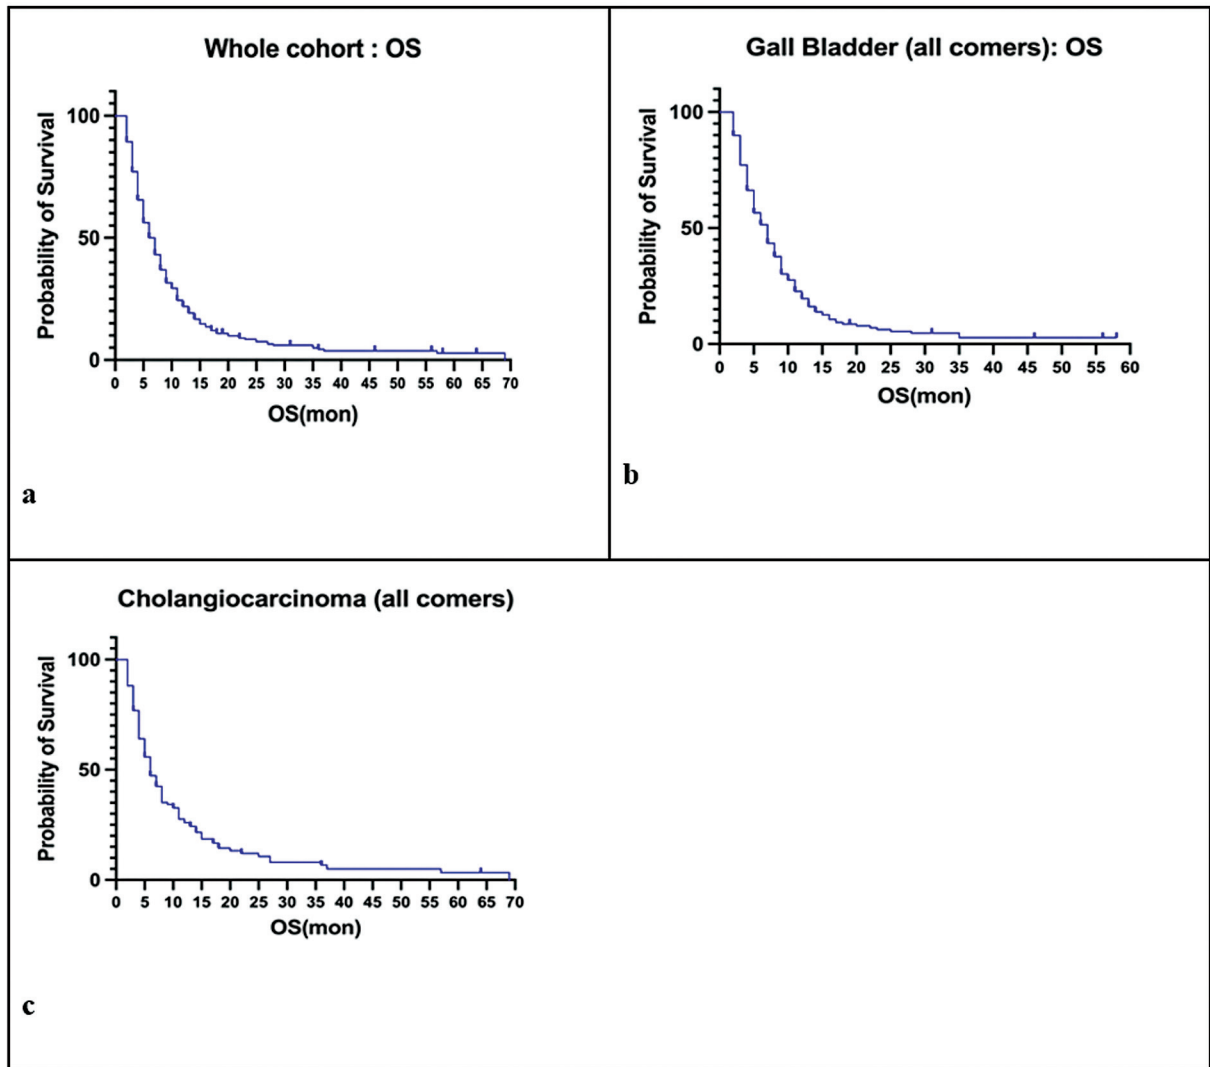 Whole cohort : OS
Probability of Survival
100
50
0
0 5 10 15 20 25 30 35 40 45 50 55 60 65 70
OS(mon)
a
Gall Bladder (all comers): OS
Probability of Survival
100
50
0
0 5 10 15 20 25 30 35 40 45 50 55 60
OS(mon)
b
Cholangiocarcinoma (all comers)
Probability of Survival
100
50
0
0 5 10 15 20 25 30 35 40 45 50 55 60 65 70
OS(mon)
c